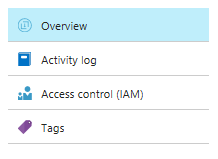 Overview
Activity log
Access control (IAM)
Tags